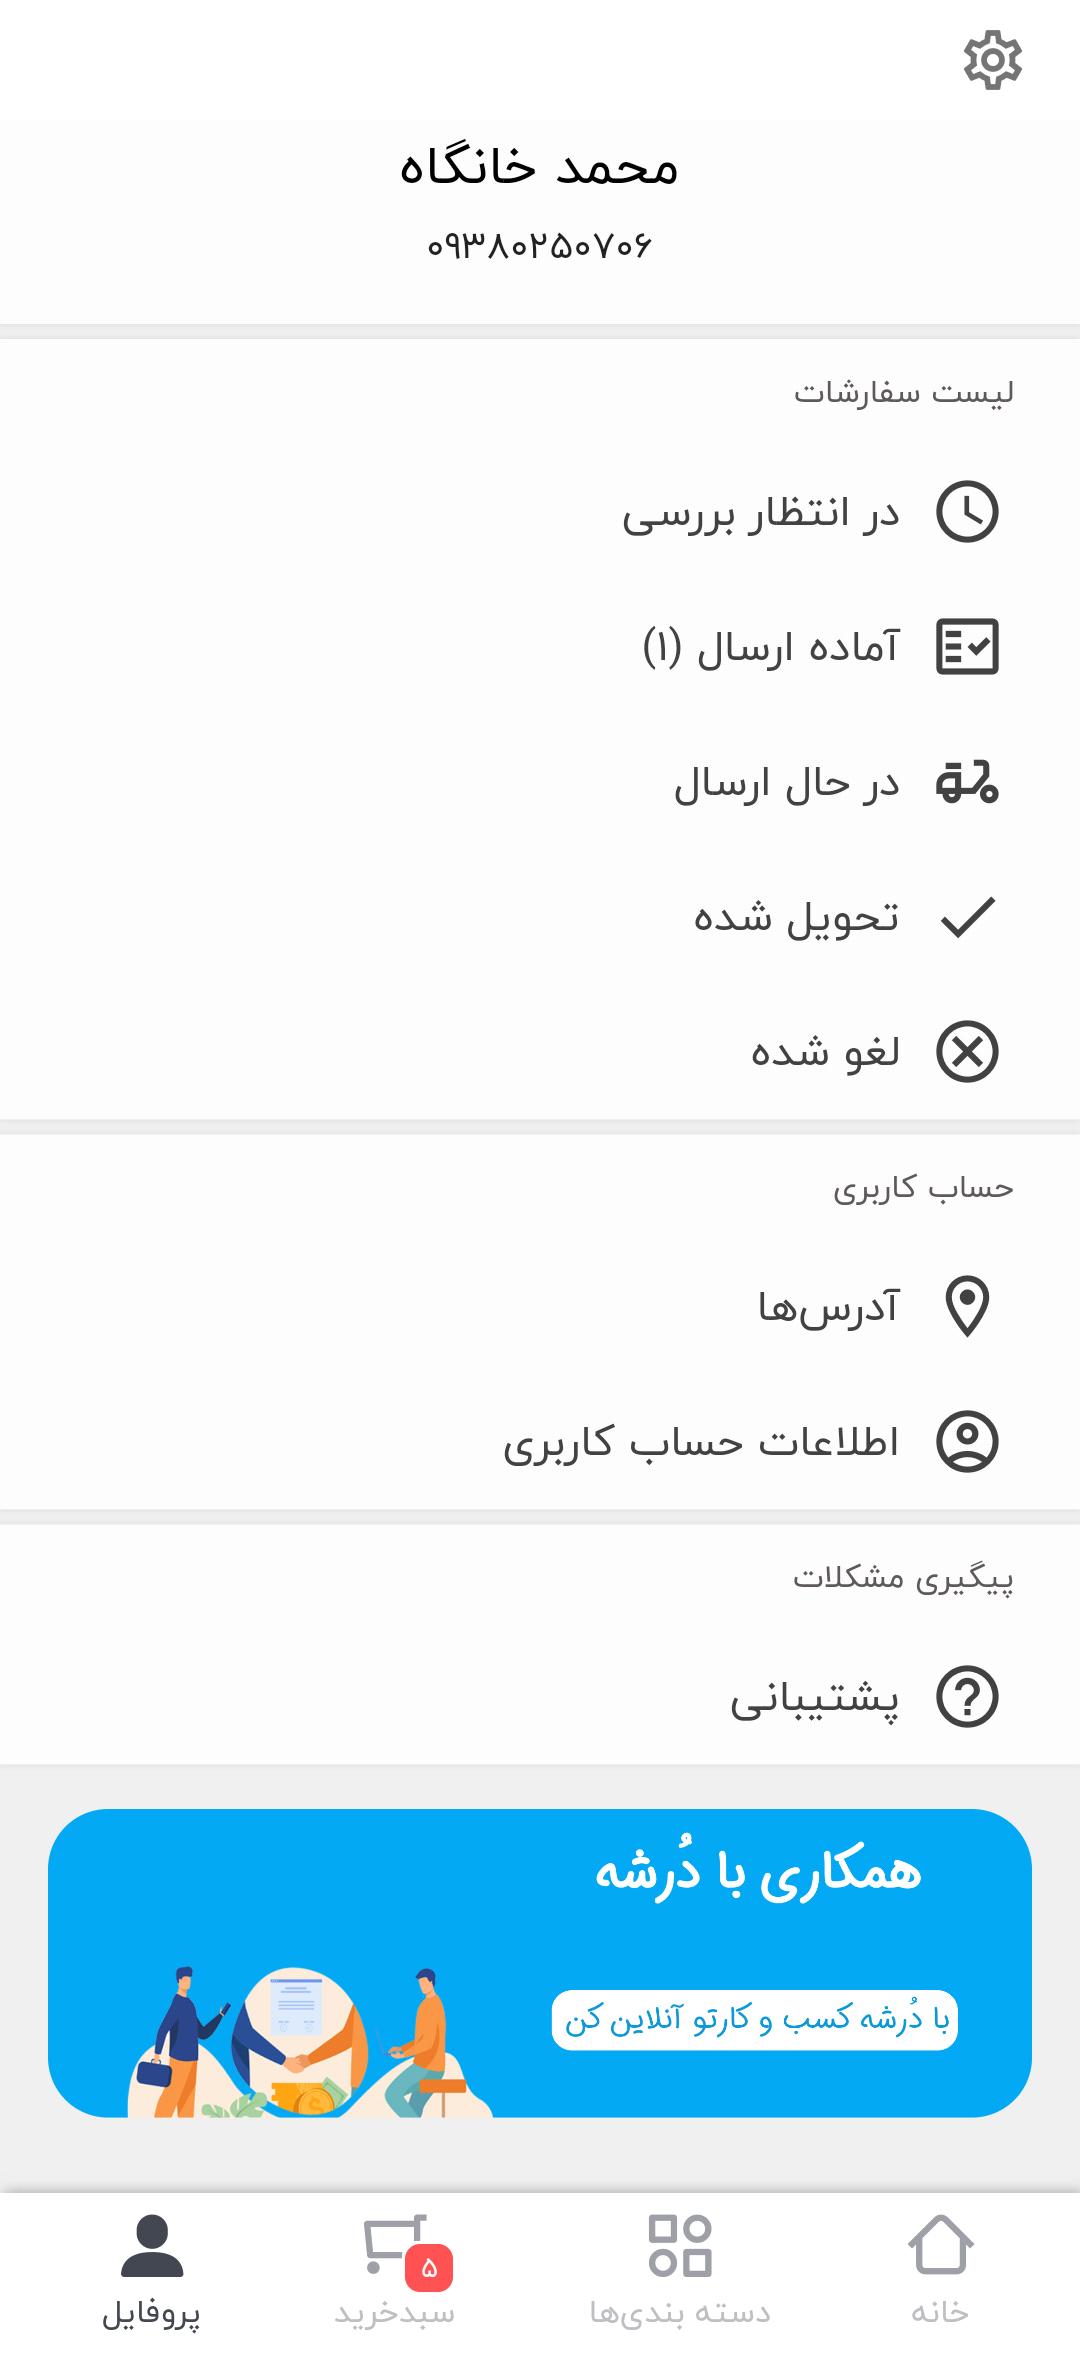 محمد خانگاه
۰۹۳۸۰۲۵۰۷۰۶
لیست سفارشات
در انتظار بررسی
آماده ارسال (۱)
در حال ارسال
تحویل شده
لغو شده
حساب کاربری
آدرس‌ها
اطلاعات حساب کاربری
پیگیری مشکلات
پشتیبانی
همکاری با دُرشه
با دُرشه کسب و کارتو آنلاین کن
خانه
دسته بندی‌ها
۵
سبدخرید
پروفایل